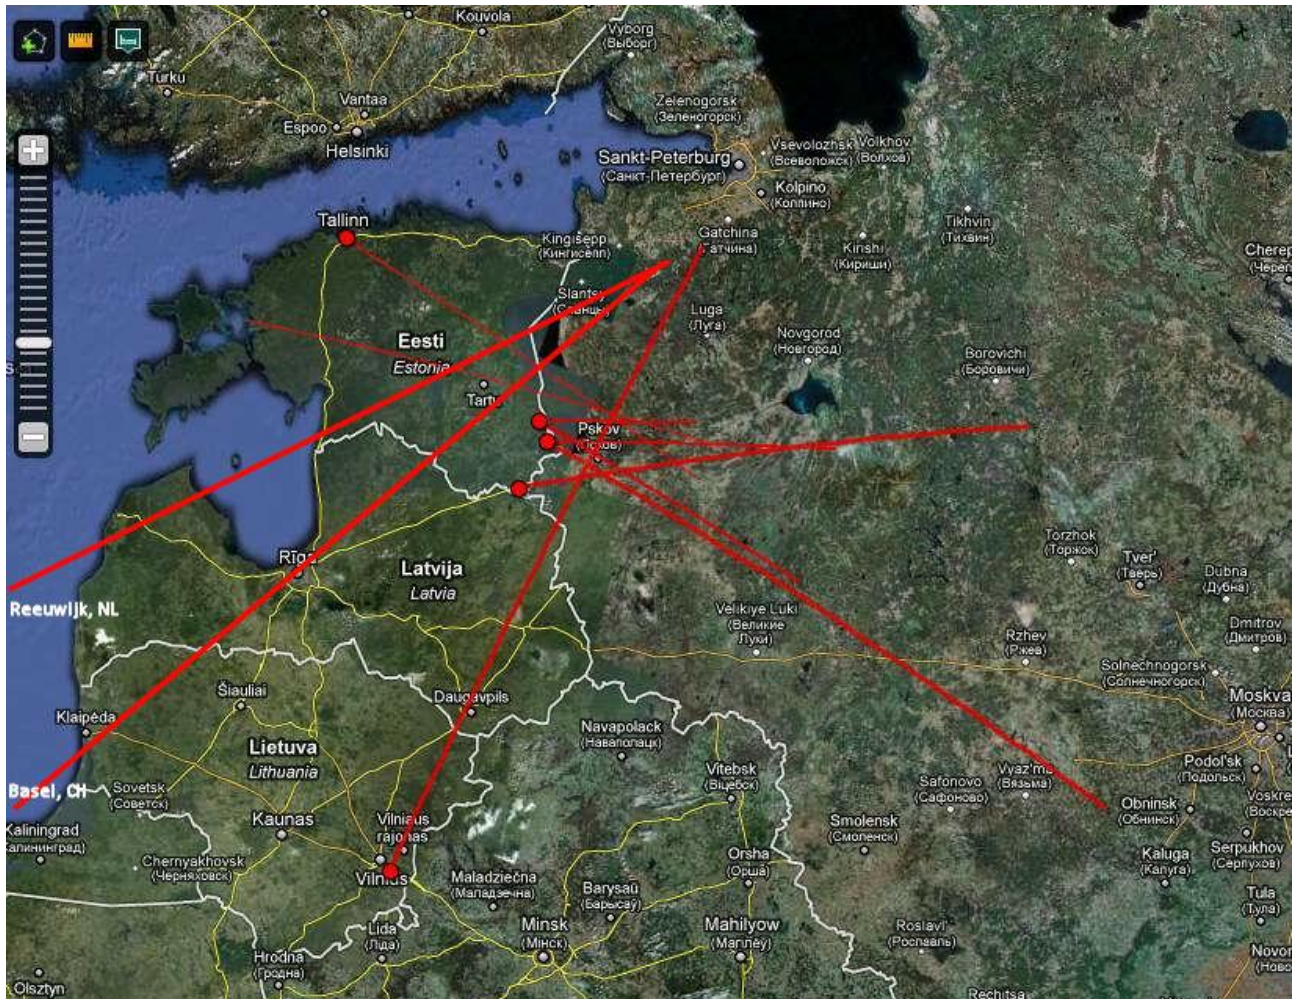 Kouvola
Vyborg
(Выборг)
Turku
Vantaa
Espoo
Helsinki
Zelenogorsk
(Зеленогорск)
Sankt-Peterburg
(Санкт-Петербург)
Vsevolozhsk
(Всеволожск)
Volkhov
(Волхов)
Kolpino
(Колпино)
Tallinn
Kingisepp
(Кингисепп)
Gatchina
(Гатчина)
Kirishi
(Кириши)
Tikhvin
(Тихвин)
Slantsy
Luga
(Луга)
Novgorod
(Новгород)
Borovichi
(Боровичи)
Eesti
Estonia
Tartu
Pskov
(Псков)
Rīga
Latvija
Latvia
Reeuwijk, NL
Torzhok
(Торжок)
Tver'
(Тверь)
Dubna
(Дубна)
Velikiye Luki
(Великие
Луки)
Rzhev
(Ржев)
Dmitrov
(Дмитров)
Solnechnogorsk
(Солнечногорск)
Šiauliai
Daugavpils
Moskva
(Москва)
Klaipėda
Lietuva
Lithuania
Navapolack
(Наваполацк)
Vitebsk
(Віцебск)
Safonovo
(Сафоново)
Vyaz'ma
(Вязьма)
Podol'sk
(Подольск)
Basel, CH
Sovetsk
(Советск)
Obninsk
(Обнинск)
Kaliningrad
Kaunas
Vilniaus
rajonas
Smolensk
(Смоленск)
Serpukhov
(Серпухов)
Chernyakhovsk
(Черняховск)
Vilnius
Maladziečna
(Маладзечна)
Orsha
(Орша)
Kaluga
(Калуга)
Barysaŭ
(Барысаў)
Tula
(Тула)
Lida
(Ліда)
Minsk
(Мінск)
Mahilyow
(Магілёў)
Roslavl'
(Рославль)
Hrodna
(Гродна)
Olsztyn